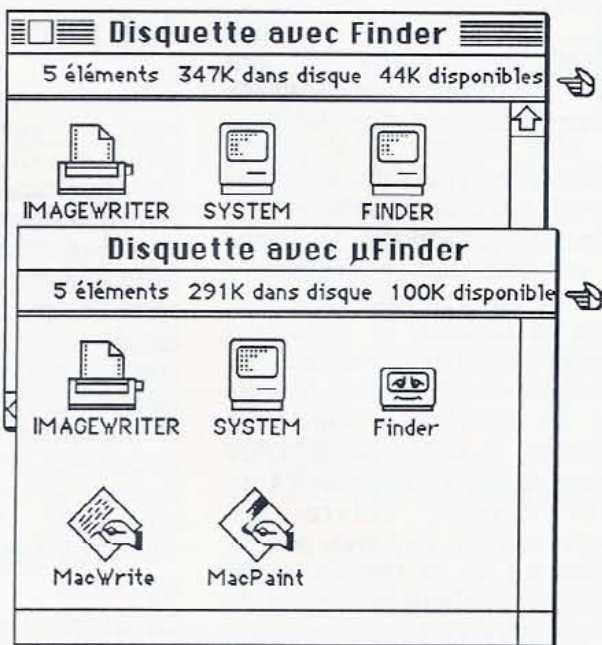 Disquette avec Finder
5 éléments 347K dans disque 44K disponibles
IMAGEWRITER SYSTEM FINDER
Disquette avec µFinder
5 éléments 291K dans disque 100K disponible
IMAGEWRITER SYSTEM Finder
MacWrite MacPaint